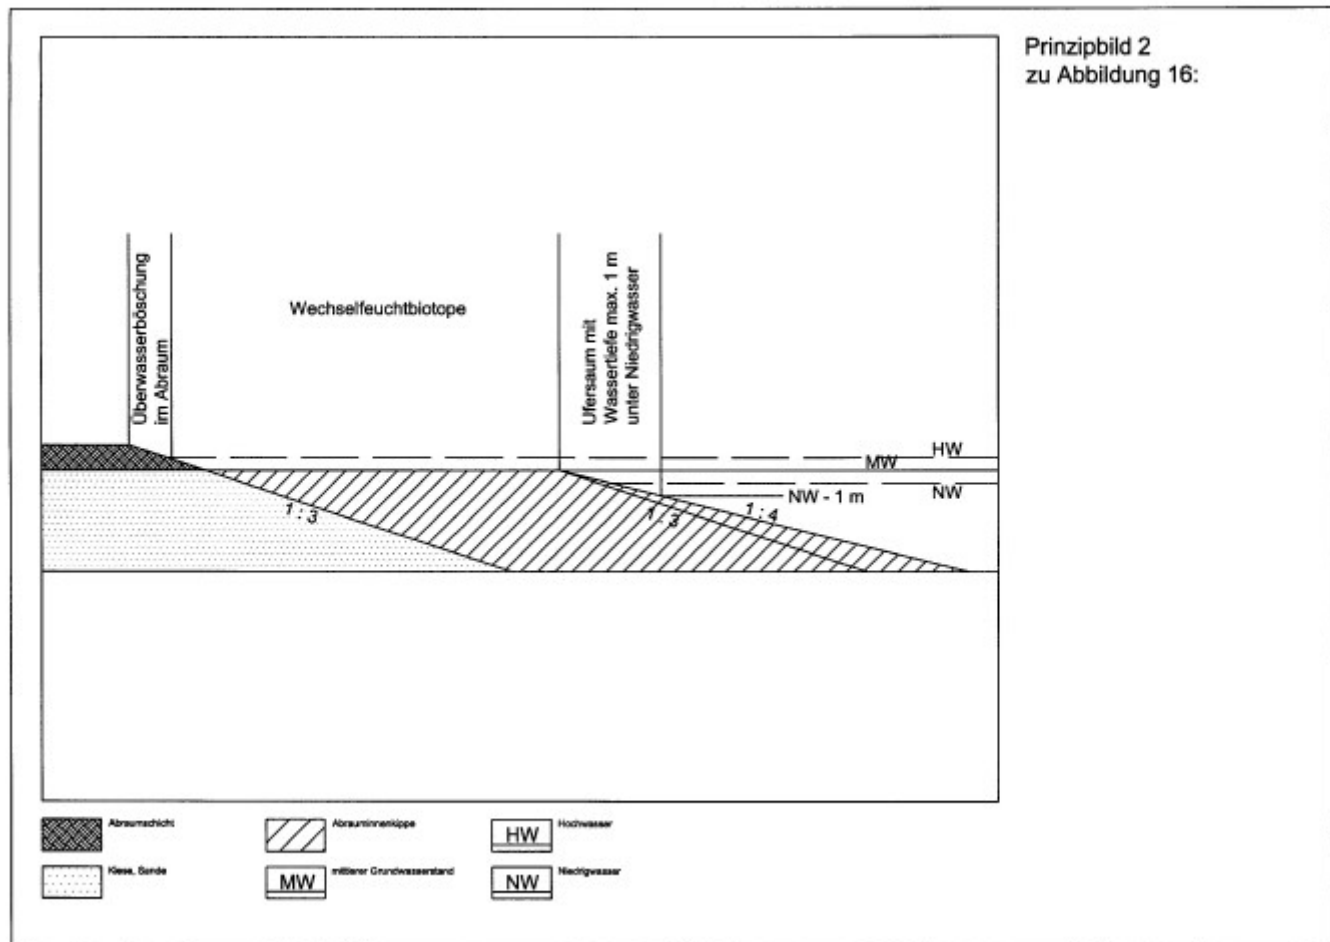 Prinzipbild 2
zu Abbildung 16:
Überwasserböschung
im Abraum
Wechselfeuchtbiotope
Ufersaum mit
Wassertiefe max. 1 m
unter Niedrigwasser
HW
MW
NW
NW - 1 m
1 : 3
1 : 3
1 : 4
Abraumschicht
Abrauminnenkippe
HW
Hochwasser
Kiese, Sande
MW
mittlerer Grundwasserstand
NW
Niedrigwasser